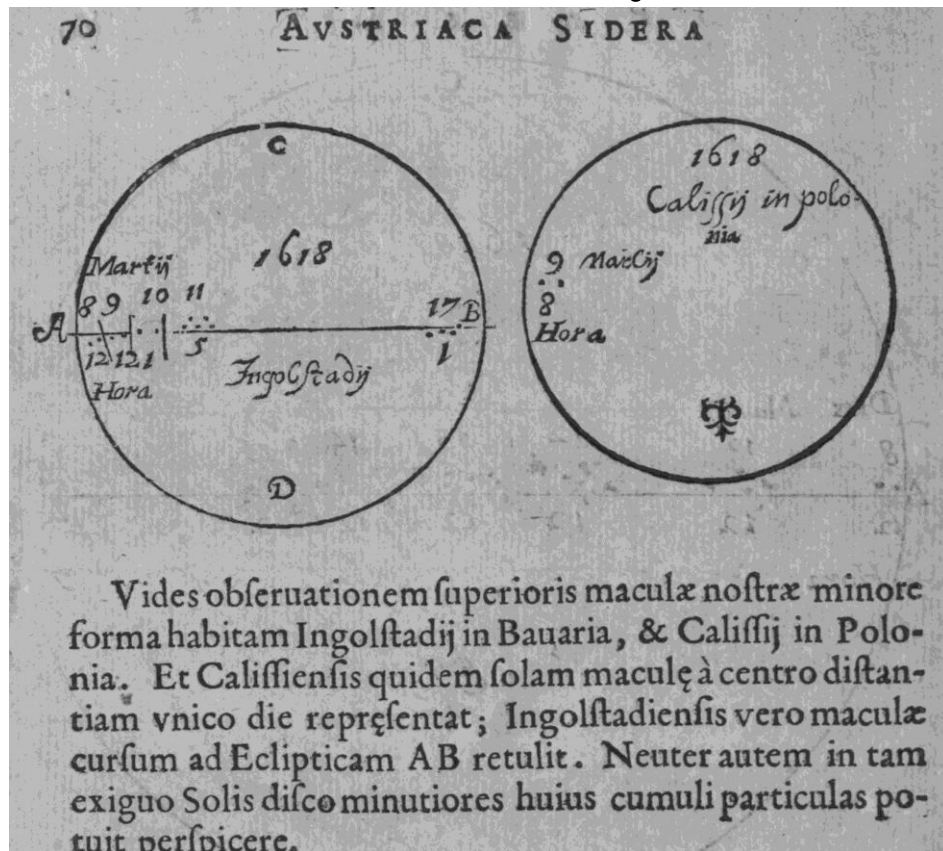 70 AVSTRIACA SIDERA
C
1618
Martij
8 9 10 11
17 B
A
12 12 1 5
1
Hora
Ingolſtadij
D
1618
Caliſſij in polo-
nia
9 Marcij
8
Hora
Vides obſeruationem ſuperioris maculæ noſtræ minore
forma habitam Ingolſtadij in Bauaria, & Caliſſij in Polo-
nia. Et Caliſſienſis quidem ſolam maculę à centro diſtan-
tiam vnico die repręſentat; Ingolſtadienſis vero maculæ
curſum ad Eclipticam AB retulit. Neuter autem in tam
exiguo Solis diſco minutiores huius cumuli particulas po-
tuit perſpicere.